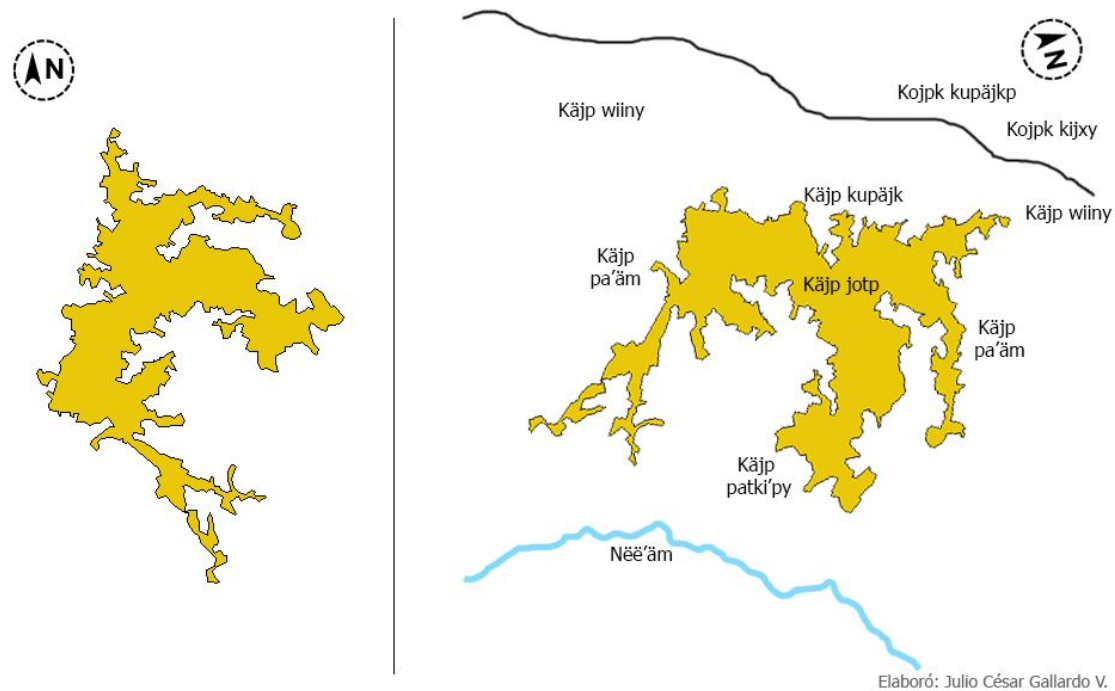 N
N
Käjp wiiny
Kojpk kupäjkp
Kojpk kijxy
Käjp kupäjk
Käjp wiiny
Käjp
pa'äm
Käjp jotp
Käjp
pa'äm
Käjp
patki'py
Nëë'äm
Elaboró: Julio César Gallardo V.